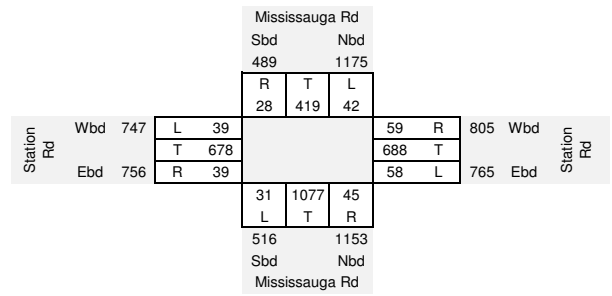 Mississauga Rd
Sbd Nbd
489 1175
R T L
28 419 42
Station Rd
Wbd 747 L 39 59 R 805 Wbd
T 678 688 T
Ebd 756 R 39 58 L 765 Ebd
Station Rd
31 1077 45
L T R
516 1153
Sbd Nbd
Mississauga Rd